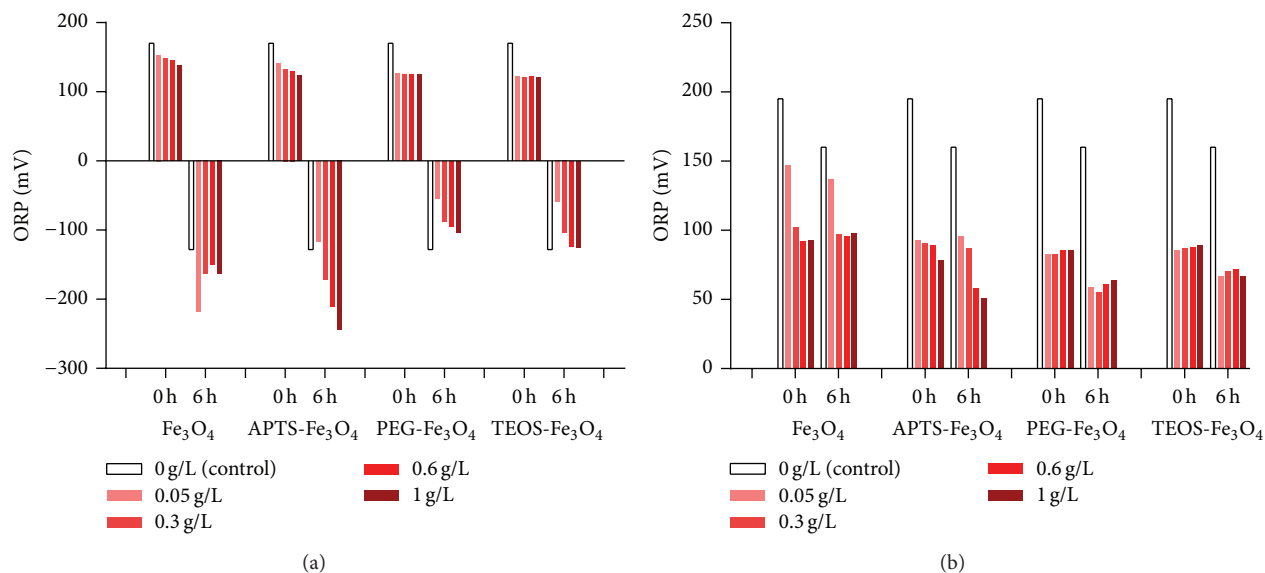 200
100
0
−100
−200
−300
ORP (mV)
0 h 6 h 0 h 6 h 0 h 6 h 0 h 6 h
Fe3O4 APTS-Fe3O4 PEG-Fe3O4 TEOS-Fe3O4
0 g/L (control) 0.6 g/L
0.05 g/L 1 g/L
0.3 g/L
(a)
250
200
150
100
50
0
ORP (mV)
0 h 6 h 0 h 6 h 0 h 6 h 0 h 6 h
Fe3O4 APTS-Fe3O4 PEG-Fe3O4 TEOS-Fe3O4
0 g/L (control) 0.6 g/L
0.05 g/L 1 g/L
0.3 g/L
(b)